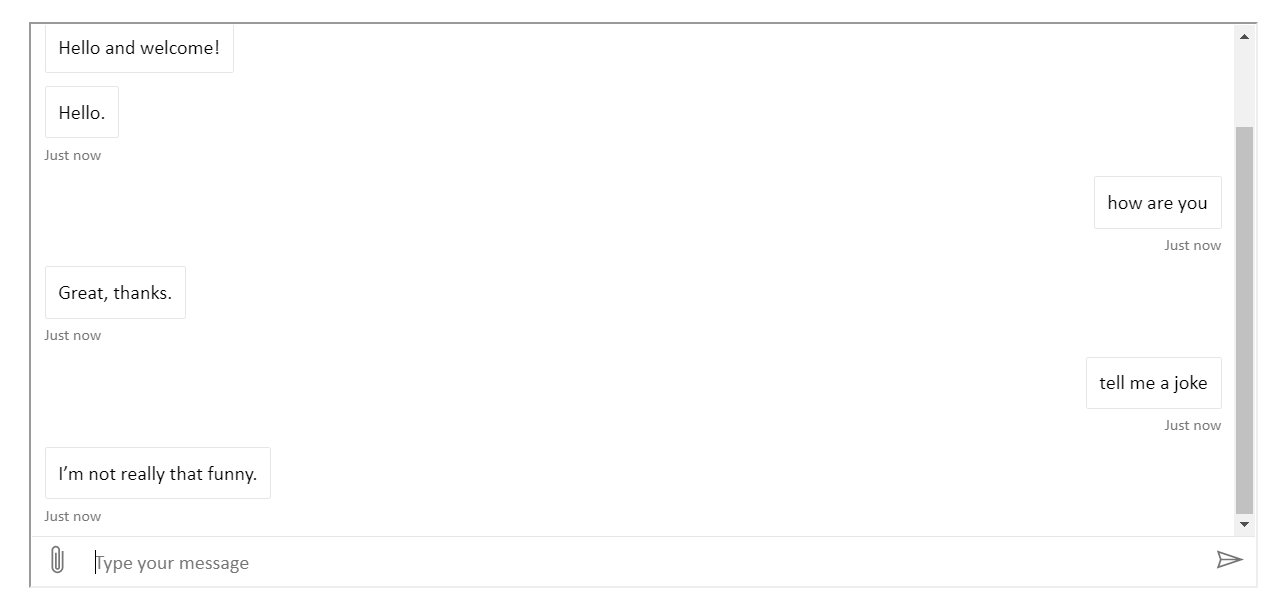 Hello and welcome!
Hello.
Just now
how are you
Just now
Great, thanks.
Just now
tell me a joke
Just now
I’m not really that funny.
Just now
Type your message